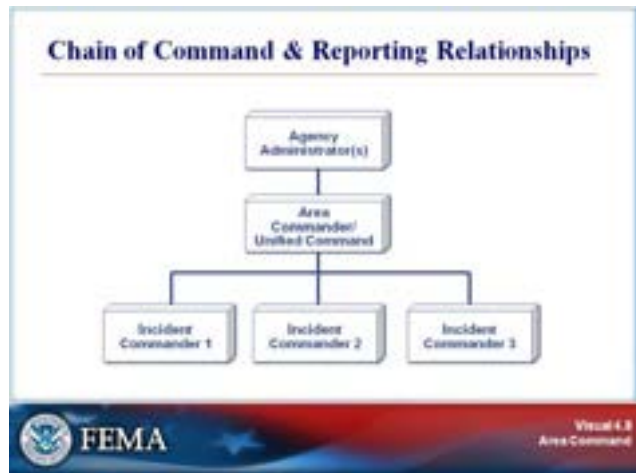 Chain of Command & Reporting Relationships
Agency
Administrator(s)
Area
Commander/
Unified Command
Incident
Commander 1
Incident
Commander 2
Incident
Commander 3
FEMA
Area Command